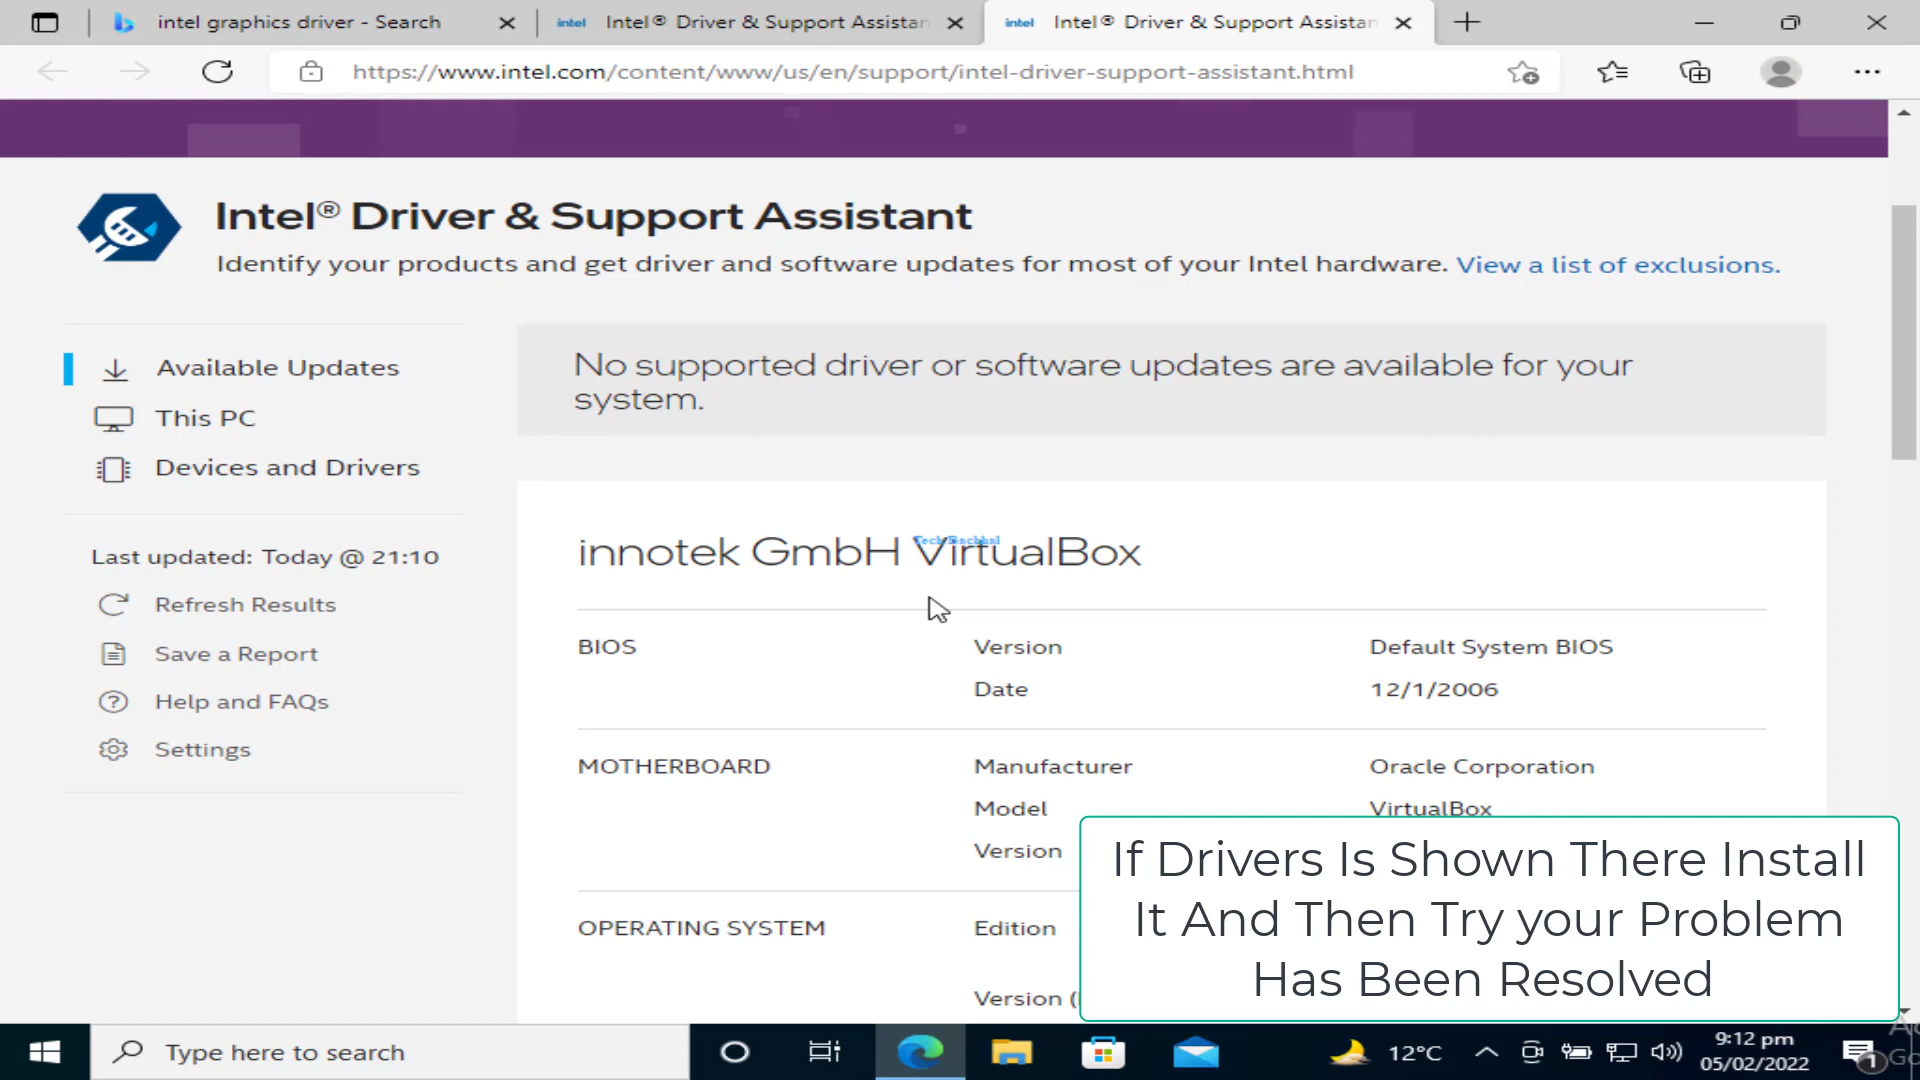 intel graphics driver - Search
intel Intel® Driver & Support Assistan
intel Intel® Driver & Support Assistan
https://www.intel.com/content/www/us/en/support/intel-driver-support-assistant.html
Intel® Driver & Support Assistant
Identify your products and get driver and software updates for most of your Intel hardware. View a list of exclusions.
Available Updates
This PC
Devices and Drivers
Last updated: Today @ 21:10
Refresh Results
Save a Report
Help and FAQs
Settings
No supported driver or software updates are available for your
system.
innotek GmbH VirtualBox
BIOS Version Default System BIOS
Date 12/1/2006
MOTHERBOARD Manufacturer Oracle Corporation
Model VirtualBox
Version
OPERATING SYSTEM Edition
Version (
If Drivers Is Shown There Install
It And Then Try your Problem
Has Been Resolved
Type here to search
12°C
9:12 pm
05/02/2022
1